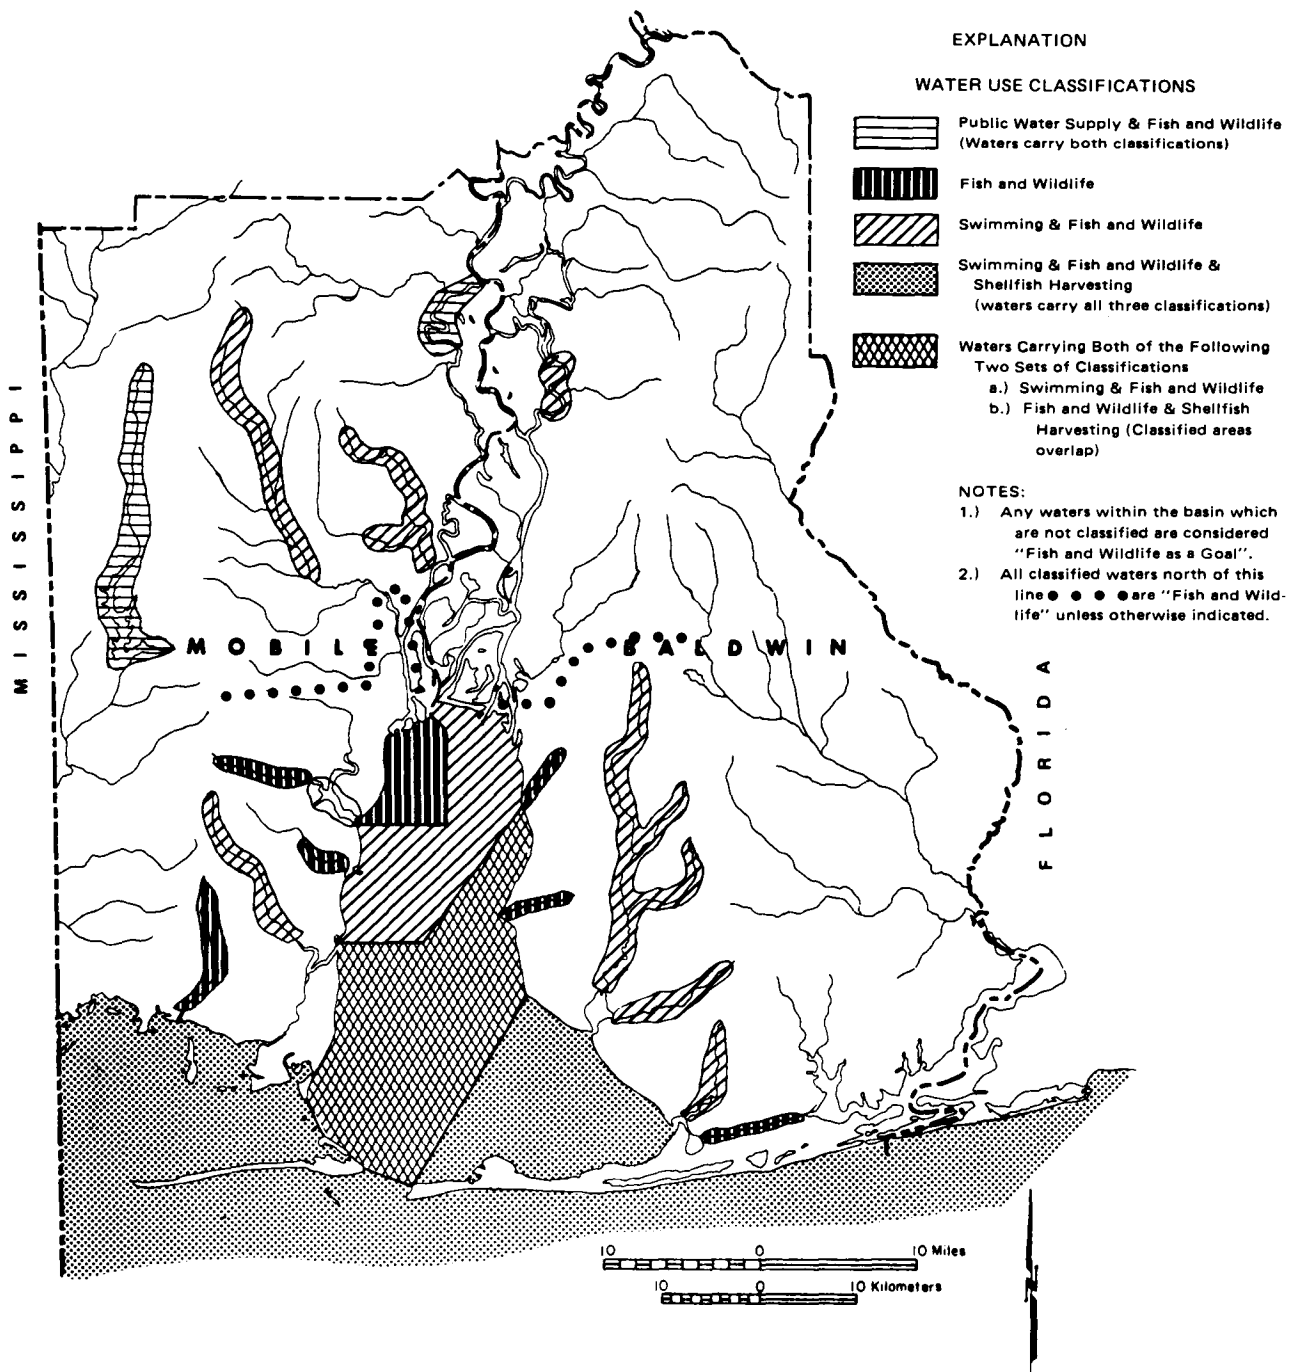 EXPLANATION
WATER USE CLASSIFICATIONS
Public Water Supply & Fish and Wildlife
(Waters carry both classifications)
Fish and Wildlife
Swimming & Fish and Wildlife
Swimming & Fish and Wildlife &
Shellfish Harvesting
(waters carry all three classifications)
Waters Carrying Both of the Following
Two Sets of Classifications
a.) Swimming & Fish and Wildlife
b.) Fish and Wildlife & Shellfish
Harvesting (Classified areas
overlap)
NOTES:
1.) Any waters within the basin which
are not classified are considered
"Fish and Wildlife as a Goal".
2.) All classified waters north of this
line ● ● ● ● are "Fish and Wild-
life" unless otherwise indicated.
MISSISSIPPI
MOBILE
BALDWIN
FLORIDA
10 0 10 Miles
10 0 10 Kilometers
N